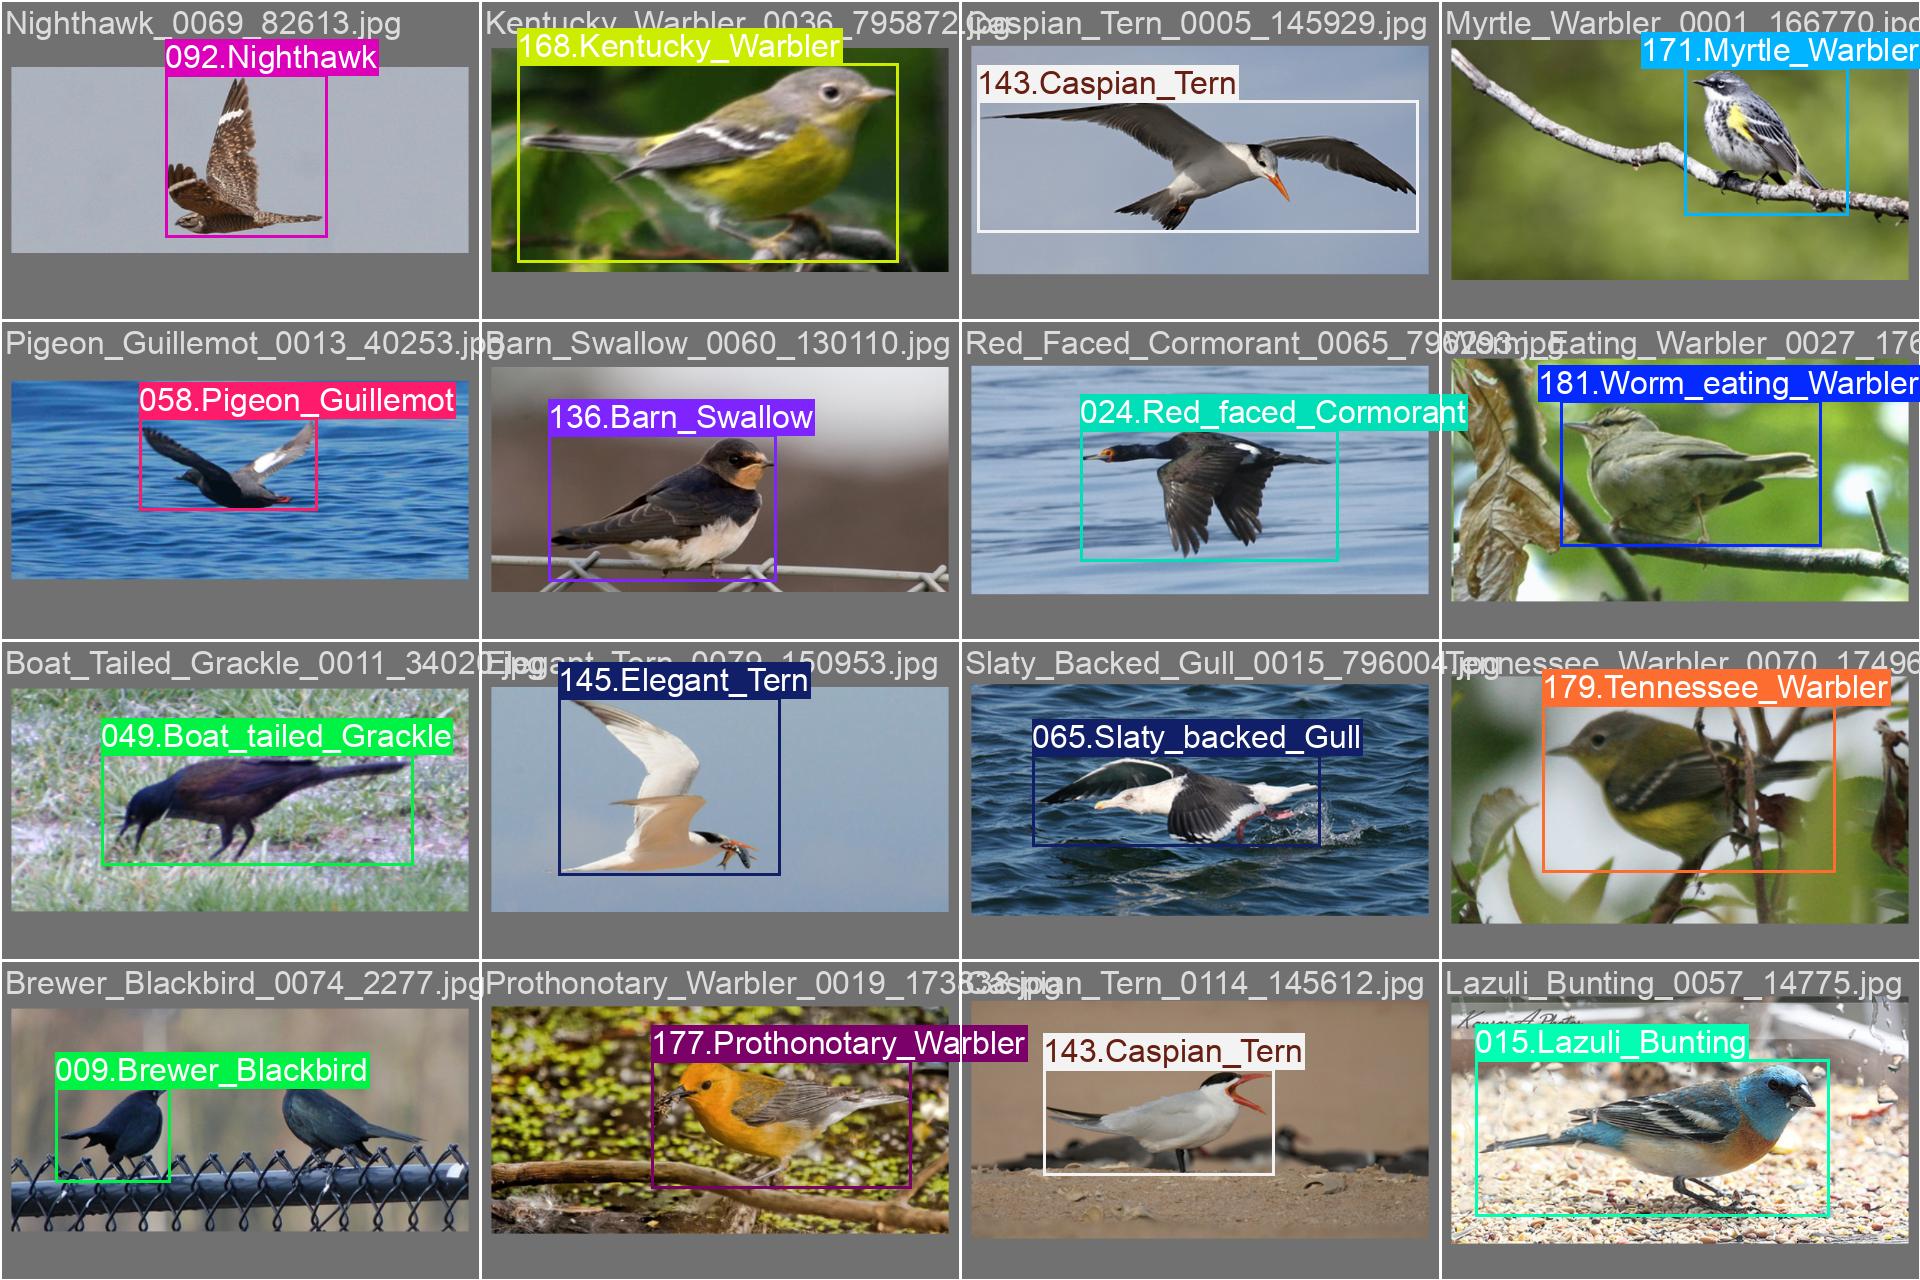 Nighthawk_0069_82613.jpg
092.Nighthawk
Kentucky_Warbler_0036_795872.jpg
168.Kentucky_Warbler
Caspian_Tern_0005_145929.jpg
143.Caspian_Tern
Myrtle_Warbler_0001_166770.jpg
171.Myrtle_Warbler
Pigeon_Guillemot_0013_40253.jpg
058.Pigeon_Guillemot
Barn_Swallow_0060_130110.jpg
136.Barn_Swallow
Red_Faced_Cormorant_0065_796293.jpg
024.Red_faced_Cormorant
Worm_Eating_Warbler_0027_176
181.Worm_eating_Warbler
Boat_Tailed_Grackle_0011_34020.jpg
049.Boat_tailed_Grackle
Elegant_Tern_0079_150953.jpg
145.Elegant_Tern
Slaty_Backed_Gull_0015_796004.jpg
065.Slaty_backed_Gull
Tennessee_Warbler_0070_17496
179.Tennessee_Warbler
Brewer_Blackbird_0074_2277.jpg
009.Brewer_Blackbird
Prothonotary_Warbler_0019_173838.jpg
177.Prothonotary_Warbler
Caspian_Tern_0114_145612.jpg
143.Caspian_Tern
Lazuli_Bunting_0057_14775.jpg
015.Lazuli_Bunting